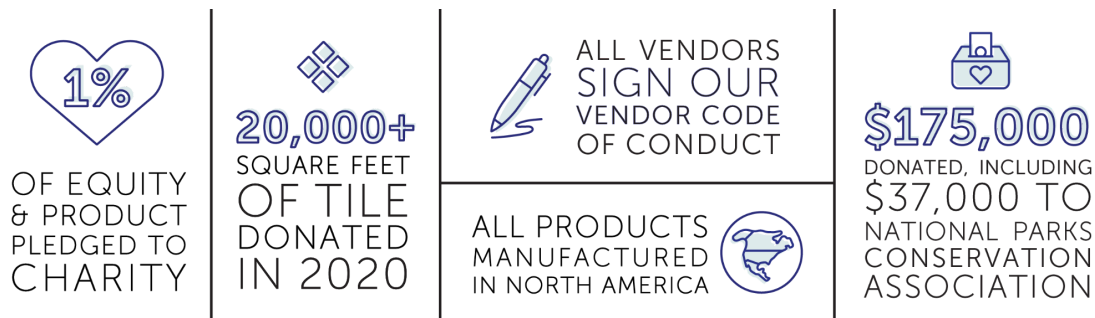 1%
OF EQUITY
& PRODUCT
PLEDGED TO
CHARITY
20,000+
SQUARE FEET
OF TILE
DONATED
IN 2020
ALL VENDORS
SIGN OUR
VENDOR CODE
OF CONDUCT
ALL PRODUCTS
MANUFACTURED
IN NORTH AMERICA
$175,000
DONATED, INCLUDING
$37,000 TO
NATIONAL PARKS
CONSERVATION
ASSOCIATION